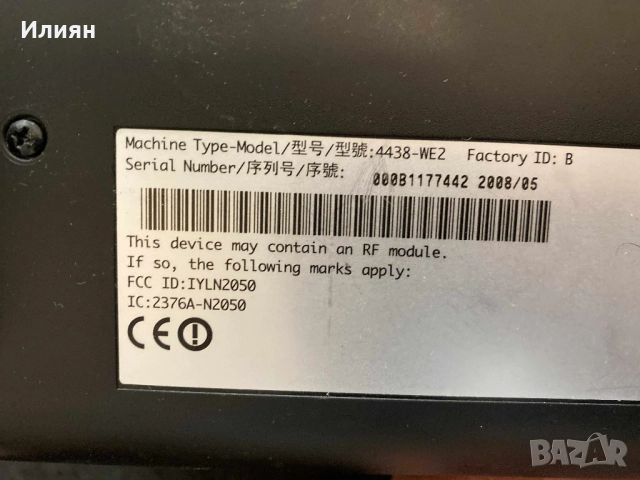 Илиян
Machine Type-Model/型号/型號:4438-WE2 Factory ID: B
Serial Number/序列号/序號: 000B1177442 2008/05
This device may contain an RF module.
If so, the following marks apply:
FCC ID:IYLN2050
IC:2376A-N2050
CE
BAZAR